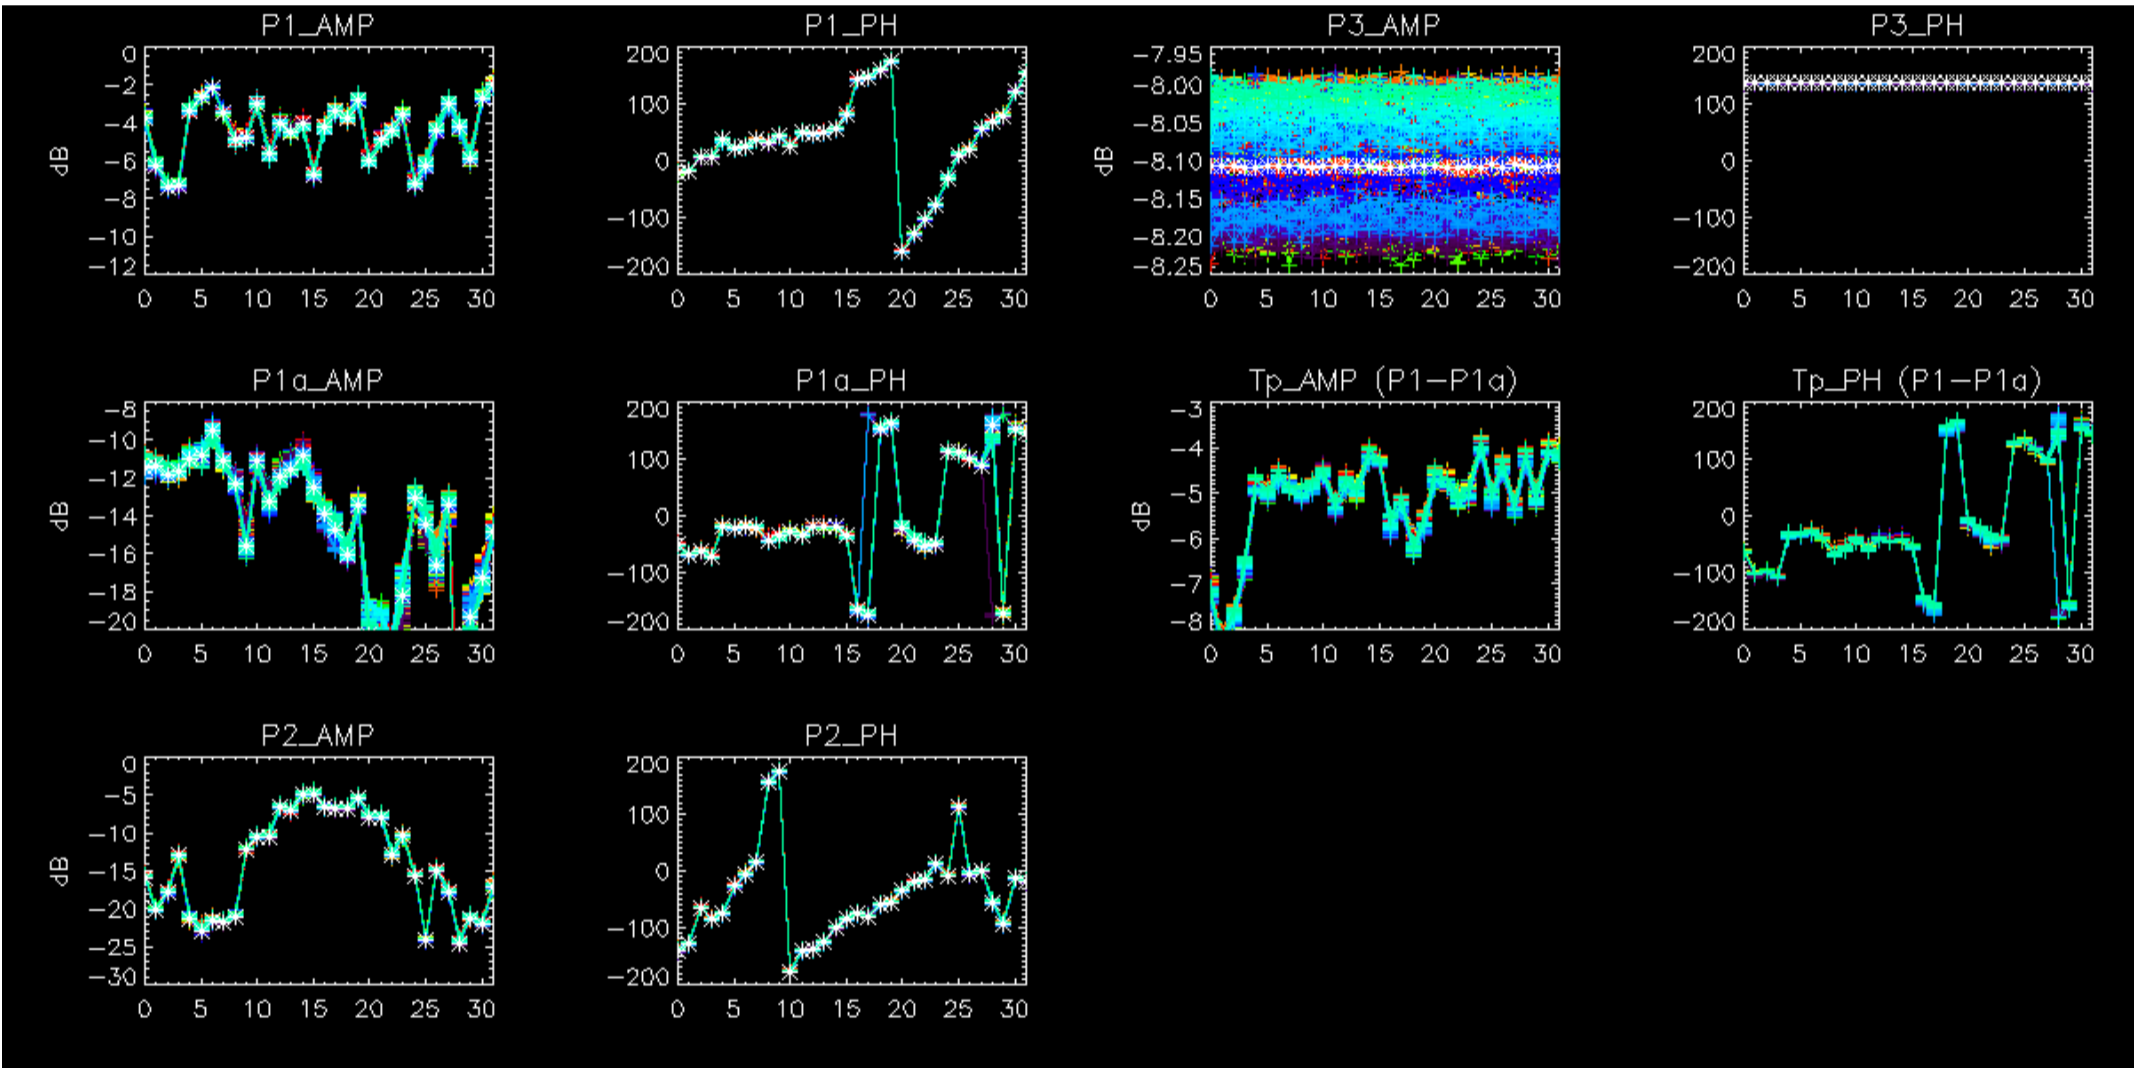 P1_AMP P1_PH P3_AMP P3_PH
0 -2 -4 -6 -8 -10 -12
dB
0 5 10 15 20 25 30
200 100 0 -100 -200
0 5 10 15 20 25 30
-7.95 -8.00 -8.05 -8.10 -8.15 -8.20 -8.25
dB
0 5 10 15 20 25 30
200 100 0 -100 -200
0 5 10 15 20 25 30
P1a_AMP P1a_PH Tp_AMP (P1-P1a) Tp_PH (P1-P1a)
-8 -10 -12 -14 -16 -18 -20
dB
0 5 10 15 20 25 30
200 100 0 -100 -200
0 5 10 15 20 25 30
-3 -4 -5 -6 -7 -8
dB
0 5 10 15 20 25 30
200 100 0 -100 -200
0 5 10 15 20 25 30
P2_AMP P2_PH
0 -5 -10 -15 -20 -25 -30
dB
0 5 10 15 20 25 30
200 100 0 -100 -200
0 5 10 15 20 25 30